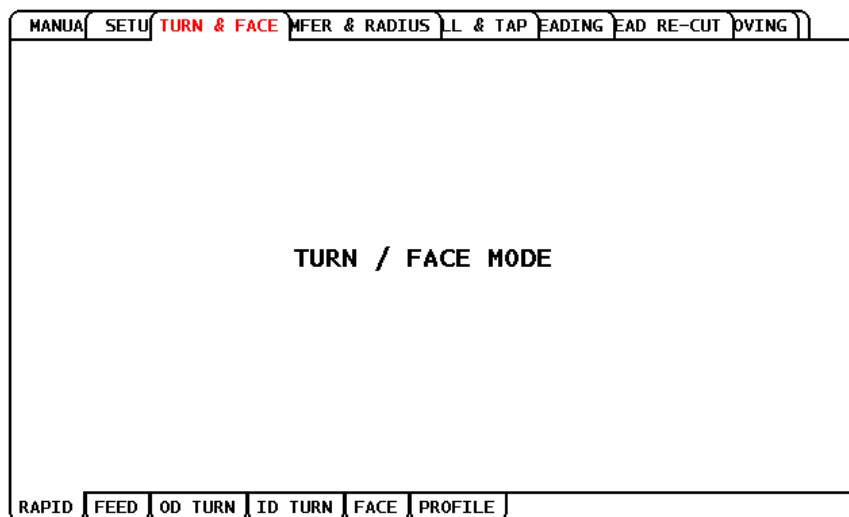 MANUA SETU TURN & FACE MFER & RADIUS LL & TAP EADING EAD RE-CUT OVING
TURN / FACE MODE
RAPID FEED OD TURN ID TURN FACE PROFILE